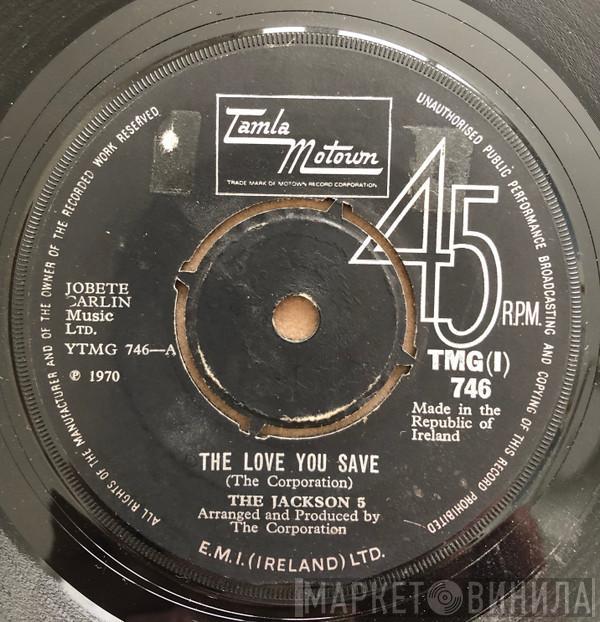 ALL RIGHTS OF THE MANUFACTURER AND OF THE OWNER OF THE RECORDED WORK RESERVED
UNAUTHORISED PUBLIC PERFORMANCE BROADCASTING AND COPYING OF THIS RECORD PROHIBITED
Tamla
Motown
TRADE MARK OF MOTOWN RECORD CORPORATION
45
R.P.M.
JOBETE
CARLIN
Music
LTD.
YTMG 746—A
℗ 1970
TMG(I)
746
Made in the
Republic of
Ireland
THE LOVE YOU SAVE
(The Corporation)
THE JACKSON 5
Arranged and Produced by
The Corporation
E.M.I. (IRELAND) LTD.
МАРКЕТ ВИНИЛА